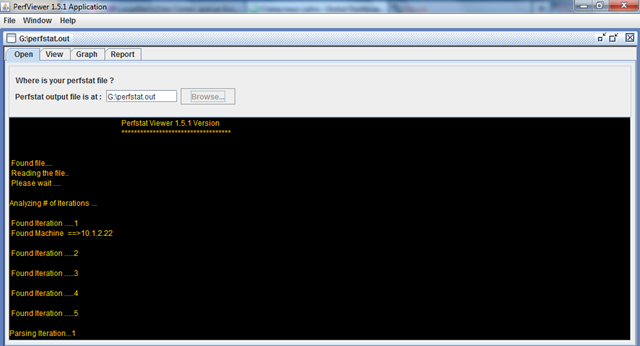 PerfViewer 1.5.1 Application
File Window Help
G:\perfstat.out
Open View Graph Report
Where is your perfstat file ?
Perfstat output file is at : G:\perfstat.out Browse...
Perfstat Viewer 1.5.1 Version
***********************************
Found file....
Reading the file..
Please wait ....
Analyzing # of Iterations ...
Found Iteration .....1
Found Machine ==>10.1.2.22
Found Iteration .....2
Found Iteration .....3
Found Iteration .....4
Found Iteration .....5
Parsing Iteration...1